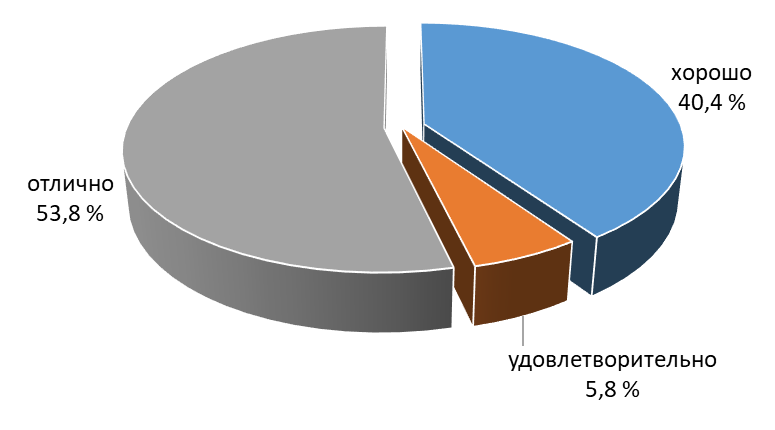 хорошо
40,4 %
отлично
53,8 %
удовлетворительно
5,8 %